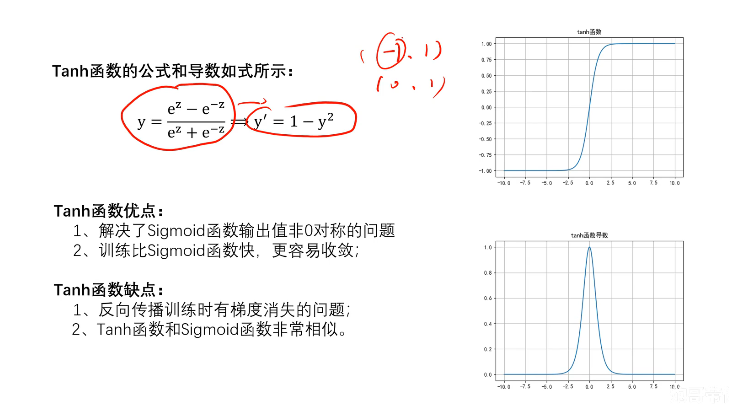 Tanh函数的公式和导数如式所示：
(-1, 1)
(0, 1)
y = (e^z − e^-z) / (e^z + e^-z) ⟹ y′ = 1 − y²
Tanh函数优点：
1、解决了Sigmoid函数输出值非0对称的问题
2、训练比Sigmoid函数快，更容易收敛；
Tanh函数缺点：
1、反向传播训练时有梯度消失的问题；
2、Tanh函数和Sigmoid函数非常相似。
tanh函数
1.00
0.75
0.50
0.25
0.00
-0.25
-0.50
-0.75
-1.00
-10.0 -7.5 -5.0 -2.5 0.0 2.5 5.0 7.5 10.0
tanh函数导数
1.0
0.8
0.6
0.4
0.2
0.0
-10.0 -7.5 -5.0 -2.5 0.0 2.5 5.0 7.5 10.0